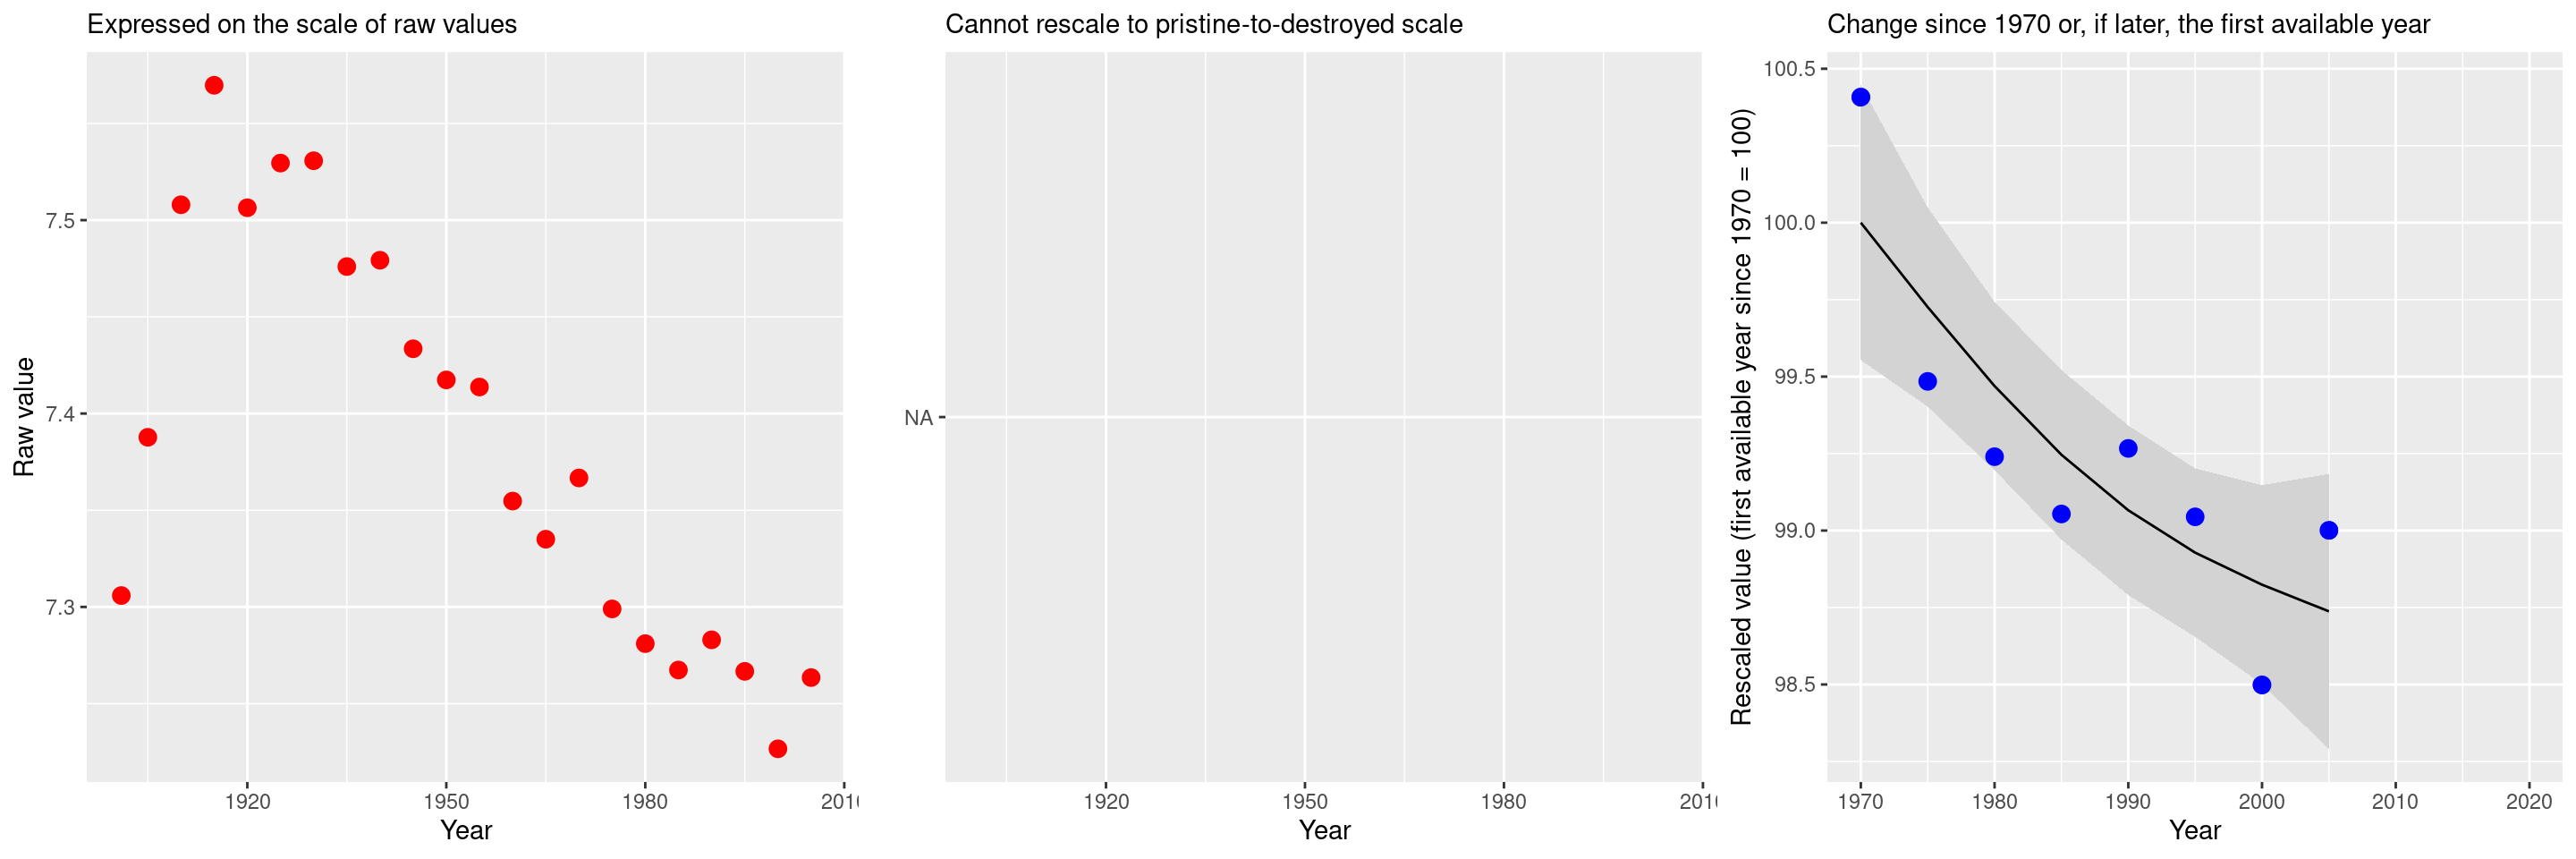 Expressed on the scale of raw values
Raw value
7.5
7.4
7.3
1920 1950 1980 201
Year
Cannot rescale to pristine-to-destroyed scale
NA
1920 1950 1980 201
Year
Change since 1970 or, if later, the first available year
Rescaled value (first available year since 1970 = 100)
100.5
100.0
99.5
99.0
98.5
1970 1980 1990 2000 2010 2020
Year